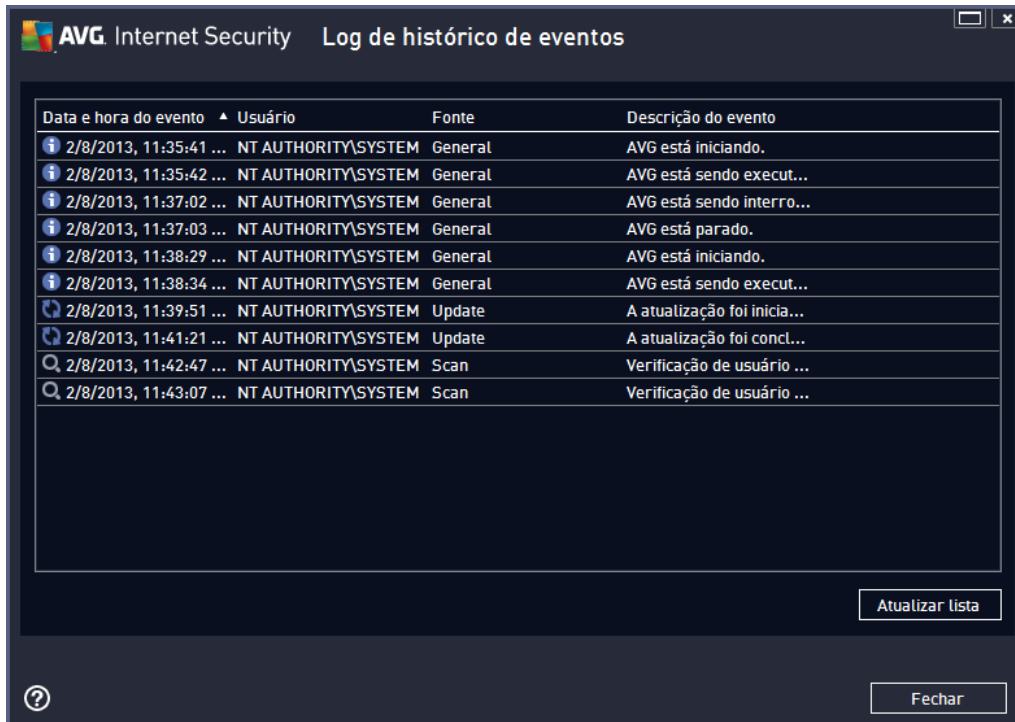 AVG Internet Security Log de histórico de eventos
Data e hora do evento Usuário Fonte Descrição do evento
2/8/2013, 11:35:41 ... NT AUTHORITY\SYSTEM General AVG está iniciando.
2/8/2013, 11:35:42 ... NT AUTHORITY\SYSTEM General AVG está sendo execut...
2/8/2013, 11:37:02 ... NT AUTHORITY\SYSTEM General AVG está sendo interro...
2/8/2013, 11:37:03 ... NT AUTHORITY\SYSTEM General AVG está parado.
2/8/2013, 11:38:29 ... NT AUTHORITY\SYSTEM General AVG está iniciando.
2/8/2013, 11:38:34 ... NT AUTHORITY\SYSTEM General AVG está sendo execut...
2/8/2013, 11:39:51 ... NT AUTHORITY\SYSTEM Update A atualização foi inicia...
2/8/2013, 11:41:21 ... NT AUTHORITY\SYSTEM Update A atualização foi concl...
2/8/2013, 11:42:47 ... NT AUTHORITY\SYSTEM Scan Verificação de usuário ...
2/8/2013, 11:43:07 ... NT AUTHORITY\SYSTEM Scan Verificação de usuário ...
Atualizar lista
Fechar